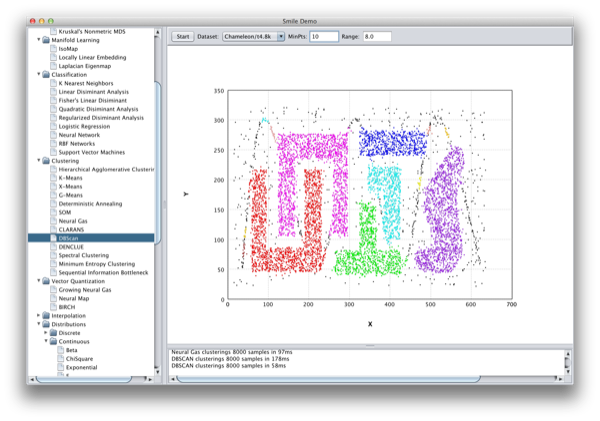 Smile Demo
Kruskal's Nonmetric MDS
Manifold Learning
IsoMap
Locally Linear Embedding
Laplacian Eigenmap
Classification
K Nearest Neighbors
Linear Disiminant Analysis
Fisher's Linear Disiminant
Quadratic Disiminant Analysis
Regularized Disiminant Analysis
Logistic Regression
Neural Network
RBF Networks
Support Vector Machines
Clustering
Hierarchical Agglomerative Clusterin
K-Means
X-Means
G-Means
Deterministic Annealing
SOM
Neural Gas
CLARANS
DBScan
DENCLUE
Spectral Clustering
Minimum Entropy Clustering
Sequential Information Bottleneck
Vector Quantization
Growing Neural Gas
Neural Map
BIRCH
Interpolation
Distributions
Discrete
Continuous
Beta
ChiSquare
Exponential
Start Dataset: Chameleon/t4.8k MinPts: 10 Range: 8.0
350
300
250
200
150
100
50
0
Y
0 100 200 300 400 500 600 700
X
Neural Gas clusterings 8000 samples in 97ms
DBSCAN clusterings 8000 samples in 178ms
DBSCAN clusterings 8000 samples in 58ms